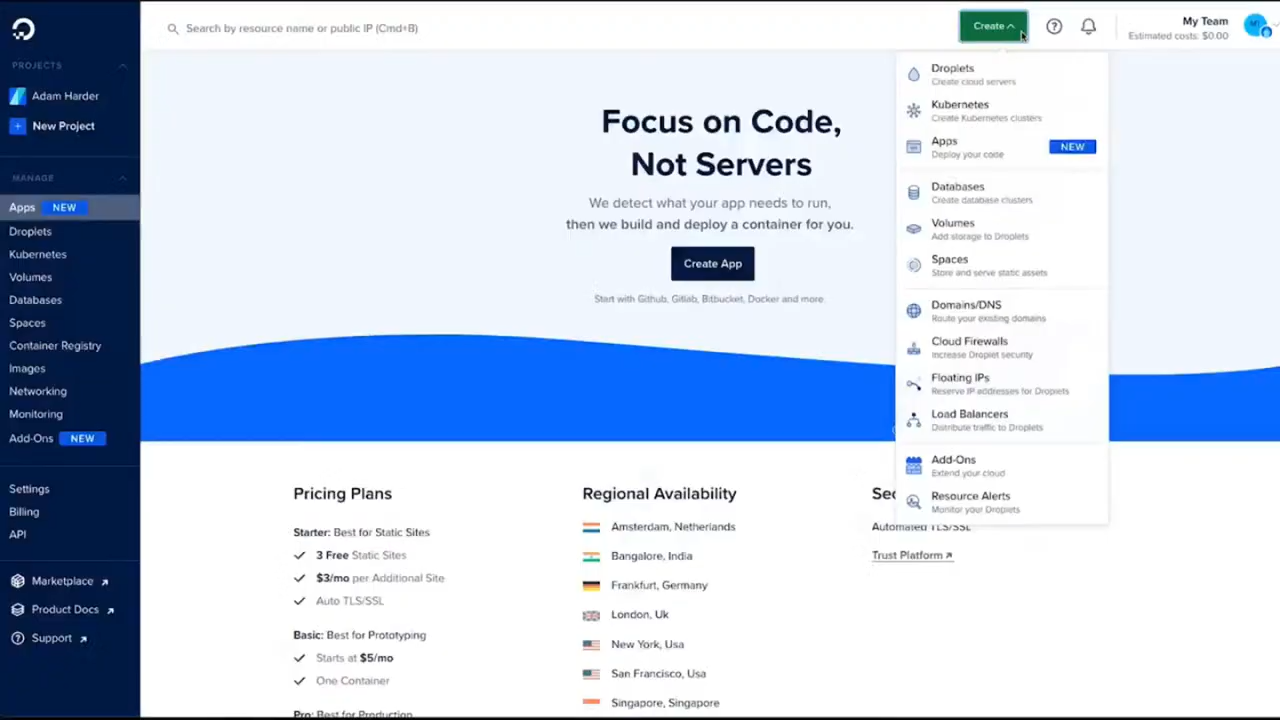 Search by resource name or public IP (Cmd+B)
Create
My Team
Estimated costs: $0.00
PROJECTS
Adam Harder
New Project
MANAGE
Apps NEW
Droplets
Kubernetes
Volumes
Databases
Spaces
Container Registry
Images
Networking
Monitoring
Add-Ons NEW
Settings
Billing
API
Marketplace
Product Docs
Support
Focus on Code,
Not Servers
We detect what your app needs to run,
then we build and deploy a container for you.
Create App
Start with Github, Gitlab, Bitbucket, Docker and more.
Droplets
Create cloud servers
Kubernetes
Create Kubernetes clusters
Apps
Deploy your code
NEW
Databases
Create database clusters
Volumes
Add storage to Droplets
Spaces
Store and serve static assets
Domains/DNS
Route your existing domains
Cloud Firewalls
Increase Droplet security
Floating IPs
Reserve IP addresses for Droplets
Load Balancers
Distribute traffic to Droplets
Add-Ons
Extend your cloud
Resource Alerts
Monitor your Droplets
Pricing Plans
Starter: Best for Static Sites
3 Free Static Sites
$3/mo per Additional Site
Auto TLS/SSL
Basic: Best for Prototyping
Starts at $5/mo
One Container
Pro: Best for Production
Regional Availability
Amsterdam, Netherlands
Bangalore, India
Frankfurt, Germany
London, Uk
New York, Usa
San Francisco, Usa
Singapore, Singapore
Sec
Automated TLS/SSL
Trust Platform